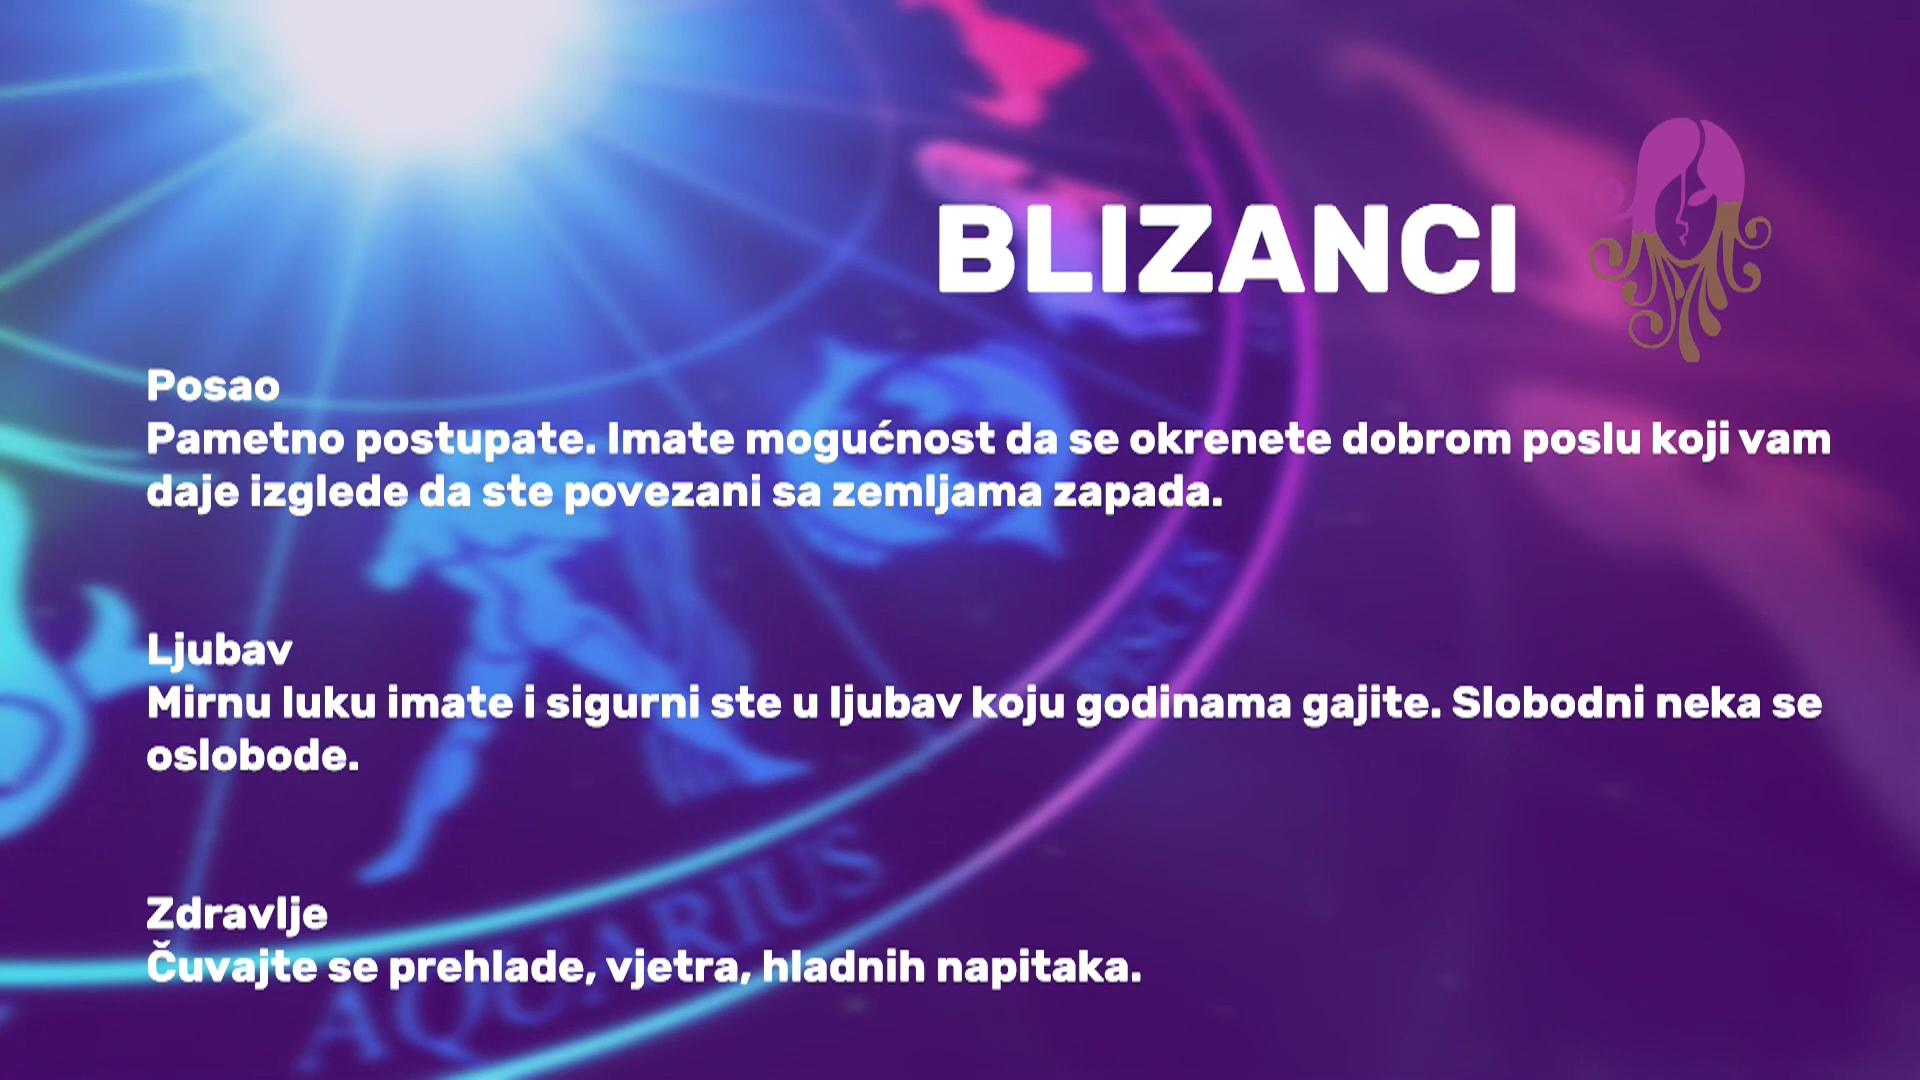 BLIZANCI
Posao
Pametno postupate. Imate mogućnost da se okrenete dobrom poslu koji vam
daje izglede da ste povezani sa zemljama zapada.
Ljubav
Mirnu luku imate i sigurni ste u ljubav koju godinama gajite. Slobodni neka se
oslobode.
Zdravlje
Čuvajte se prehlade, vjetra, hladnih napitaka.
PISCES
AQUARIUS